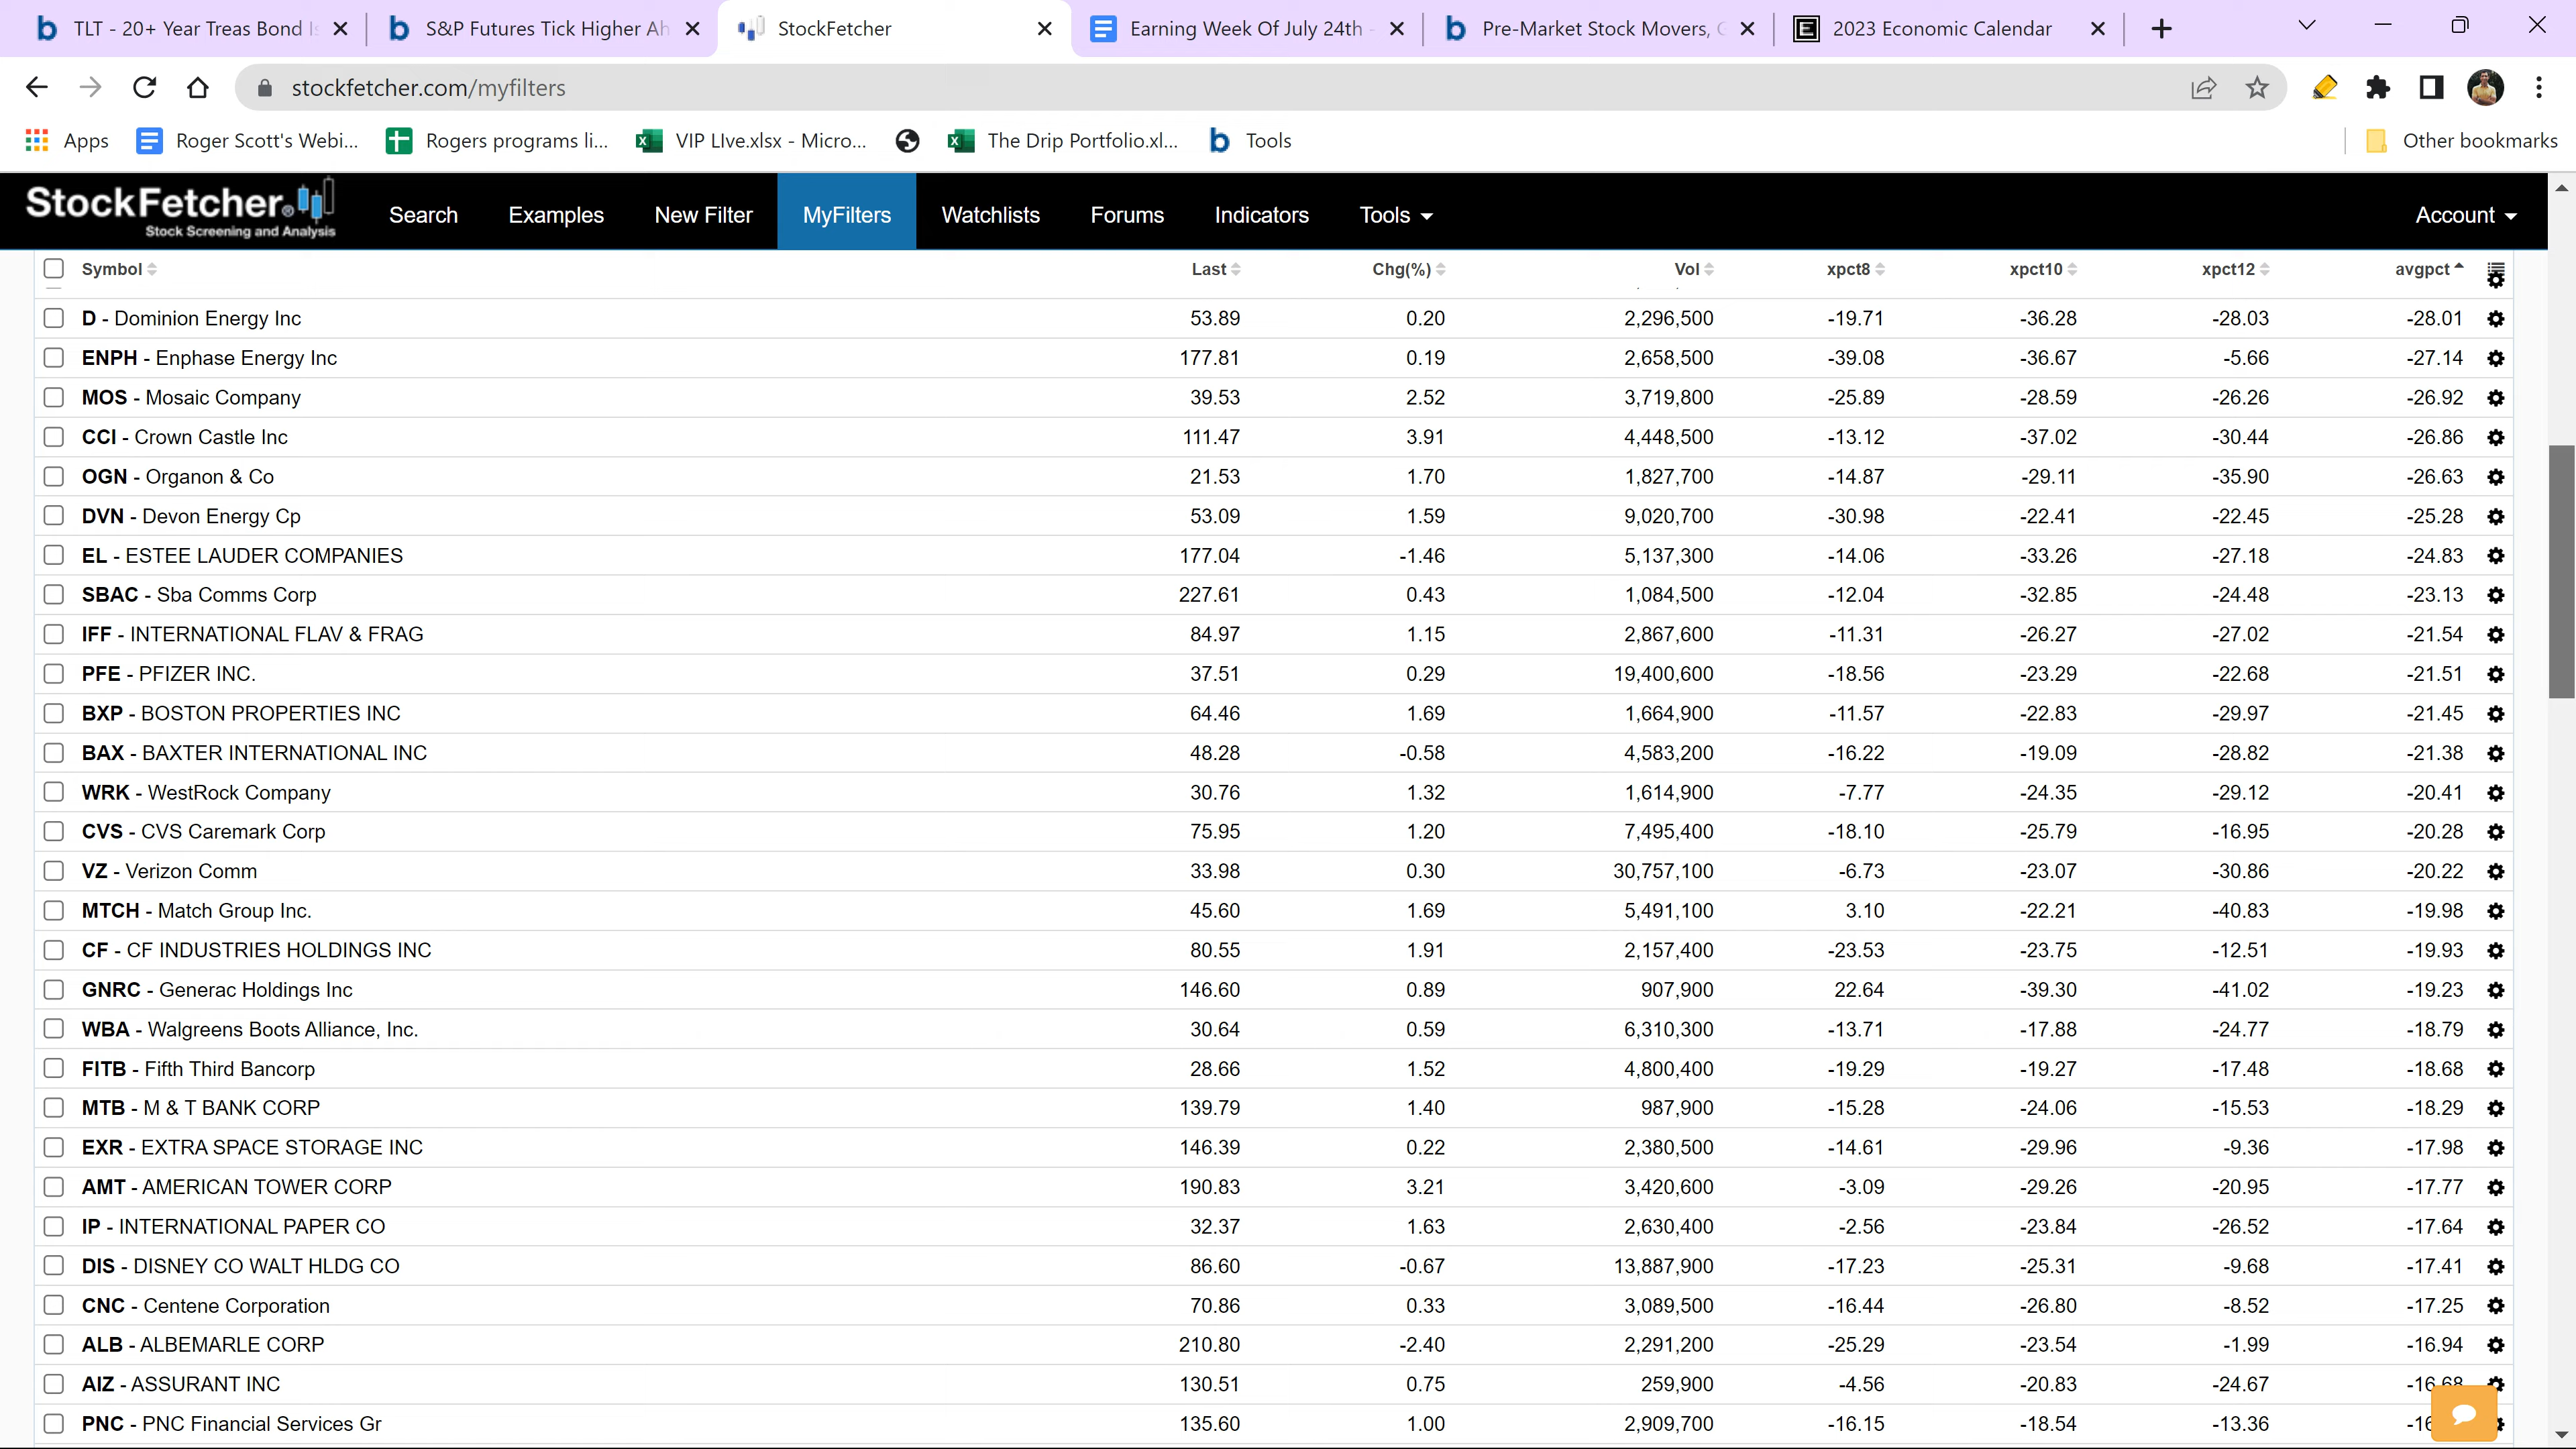 TLT - 20+ Year Treas Bond Is
S&P Futures Tick Higher Ah
StockFetcher
Earning Week Of July 24th -
Pre-Market Stock Movers, G
2023 Economic Calendar
stockfetcher.com/myfilters
Apps Roger Scott's Webi... Rogers programs li... VIP LIve.xlsx - Micro... The Drip Portfolio.xl... Tools Other bookmarks
StockFetcher® Search Examples New Filter MyFilters Watchlists Forums Indicators Tools Account
Stock Screening and Analysis
Symbol Last Chg(%) Vol xpct8 xpct10 xpct12 avgpct
D - Dominion Energy Inc 53.89 0.20 2,296,500 -19.71 -36.28 -28.03 -28.01
ENPH - Enphase Energy Inc 177.81 0.19 2,658,500 -39.08 -36.67 -5.66 -27.14
MOS - Mosaic Company 39.53 2.52 3,719,800 -25.89 -28.59 -26.26 -26.92
CCI - Crown Castle Inc 111.47 3.91 4,448,500 -13.12 -37.02 -30.44 -26.86
OGN - Organon & Co 21.53 1.70 1,827,700 -14.87 -29.11 -35.90 -26.63
DVN - Devon Energy Cp 53.09 1.59 9,020,700 -30.98 -22.41 -22.45 -25.28
EL - ESTEE LAUDER COMPANIES 177.04 -1.46 5,137,300 -14.06 -33.26 -27.18 -24.83
SBAC - Sba Comms Corp 227.61 0.43 1,084,500 -12.04 -32.85 -24.48 -23.13
IFF - INTERNATIONAL FLAV & FRAG 84.97 1.15 2,867,600 -11.31 -26.27 -27.02 -21.54
PFE - PFIZER INC. 37.51 0.29 19,400,600 -18.56 -23.29 -22.68 -21.51
BXP - BOSTON PROPERTIES INC 64.46 1.69 1,664,900 -11.57 -22.83 -29.97 -21.45
BAX - BAXTER INTERNATIONAL INC 48.28 -0.58 4,583,200 -16.22 -19.09 -28.82 -21.38
WRK - WestRock Company 30.76 1.32 1,614,900 -7.77 -24.35 -29.12 -20.41
CVS - CVS Caremark Corp 75.95 1.20 7,495,400 -18.10 -25.79 -16.95 -20.28
VZ - Verizon Comm 33.98 0.30 30,757,100 -6.73 -23.07 -30.86 -20.22
MTCH - Match Group Inc. 45.60 1.69 5,491,100 3.10 -22.21 -40.83 -19.98
CF - CF INDUSTRIES HOLDINGS INC 80.55 1.91 2,157,400 -23.53 -23.75 -12.51 -19.93
GNRC - Generac Holdings Inc 146.60 0.89 907,900 22.64 -39.30 -41.02 -19.23
WBA - Walgreens Boots Alliance, Inc. 30.64 0.59 6,310,300 -13.71 -17.88 -24.77 -18.79
FITB - Fifth Third Bancorp 28.66 1.52 4,800,400 -19.29 -19.27 -17.48 -18.68
MTB - M & T BANK CORP 139.79 1.40 987,900 -15.28 -24.06 -15.53 -18.29
EXR - EXTRA SPACE STORAGE INC 146.39 0.22 2,380,500 -14.61 -29.96 -9.36 -17.98
AMT - AMERICAN TOWER CORP 190.83 3.21 3,420,600 -3.09 -29.26 -20.95 -17.77
IP - INTERNATIONAL PAPER CO 32.37 1.63 2,630,400 -2.56 -23.84 -26.52 -17.64
DIS - DISNEY CO WALT HLDG CO 86.60 -0.67 13,887,900 -17.23 -25.31 -9.68 -17.41
CNC - Centene Corporation 70.86 0.33 3,089,500 -16.44 -26.80 -8.52 -17.25
ALB - ALBEMARLE CORP 210.80 -2.40 2,291,200 -25.29 -23.54 -1.99 -16.94
AIZ - ASSURANT INC 130.51 0.75 259,900 -4.56 -20.83 -24.67 -16.68
PNC - PNC Financial Services Gr 135.60 1.00 2,909,700 -16.15 -18.54 -13.36